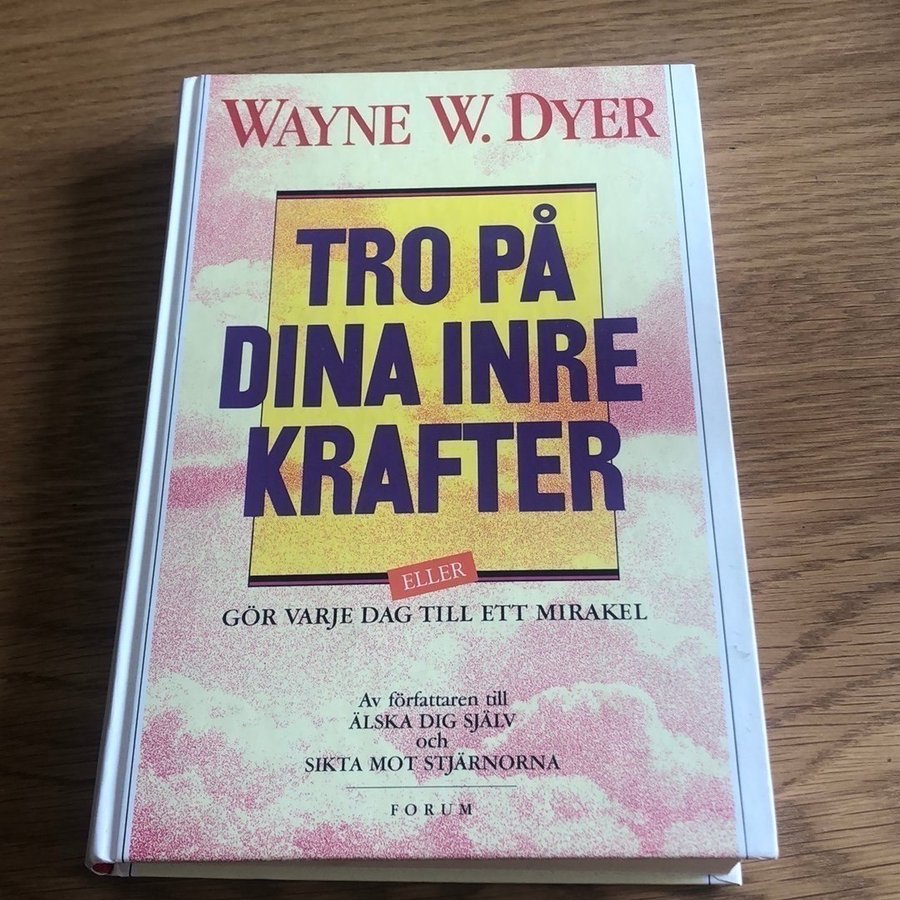 WAYNE W. DYER
TRO PÅ
DINA INRE
KRAFTER
ELLER
GÖR VARJE DAG TILL ETT MIRAKEL
Av författaren till
ÄLSKA DIG SJÄLV
och
SIKTA MOT STJÄRNORNA
FORUM